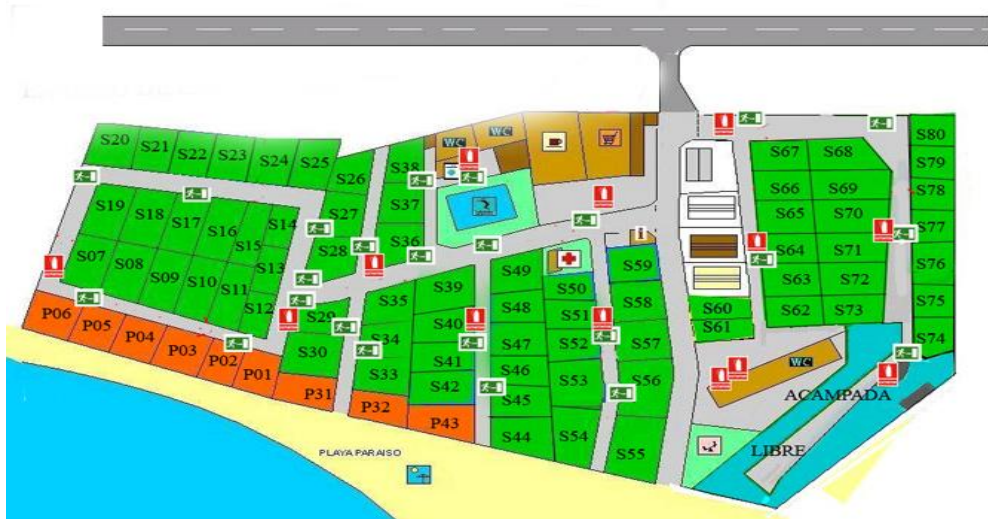 S20 S21 S22 S23 S24 S25
S26 S38 WC WC
S80
S67 S68
S79
S19 S18 S17 S16 S14
S27 S37
S66 S69
S78
S15
S65 S70
S77
S07 S08 S09 S10 S11 S13
S28 S36
i
S64 S71
S76
S12
S49 S59
S50
S63 S72
S35 S39
S48 S51 S58
S60
S62 S73
S75
P06 P05 P04 P03 P02 P01
S29 S34 S40
S47 S52 S57
S61
S74
S30 S33 S41
S46 S53 S56
WC
P31 S42
S45
ACAMPADA
P32 P43
S44 S54 S55
LIBRE
PLAYA PARAISO